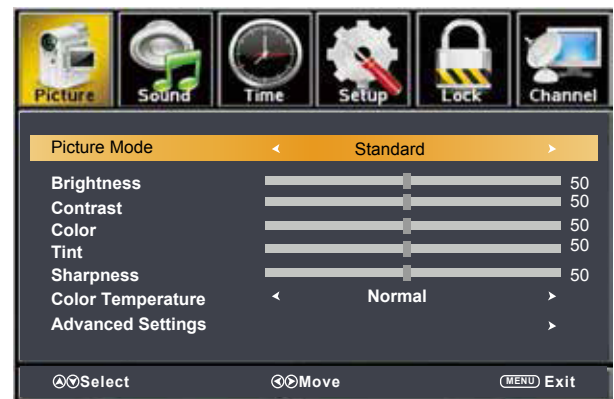 Picture Sound Time Setup Lock Channel
Picture Mode Standard
Brightness 50
Contrast 50
Color 50
Tint 50
Sharpness 50
Color Temperature Normal
Advanced Settings
Select Move MENU Exit